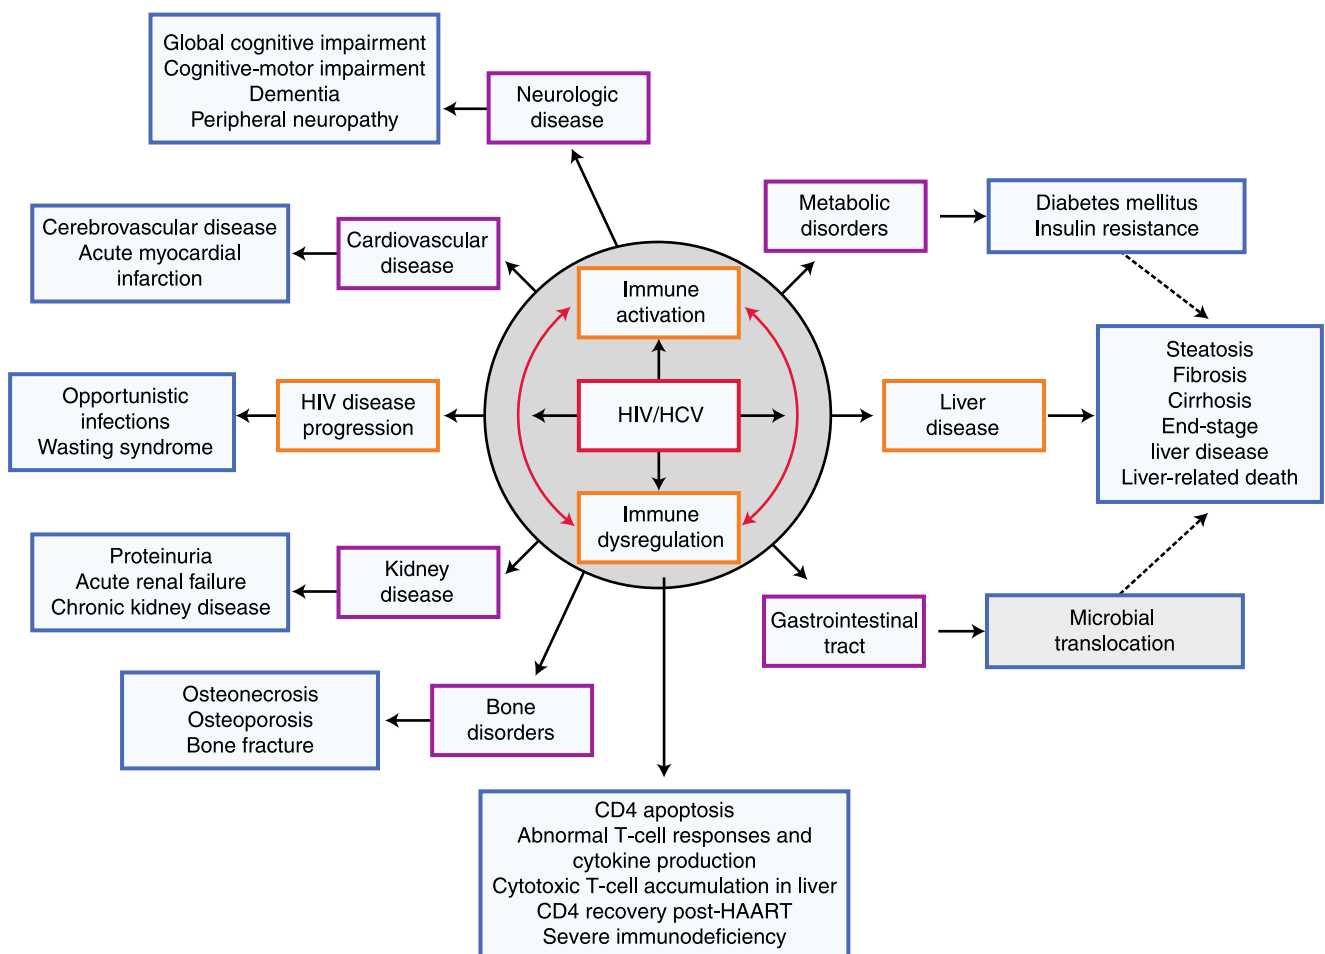 Global cognitive impairment
Cognitive-motor impairment
Dementia
Peripheral neuropathy
Neurologic
disease
Metabolic
disorders
Diabetes mellitus
Insulin resistance
Cerebrovascular disease
Acute myocardial
infarction
Cardiovascular
disease
Immune
activation
Opportunistic
infections
Wasting syndrome
HIV disease
progression
HIV/HCV
Liver
disease
Steatosis
Fibrosis
Cirrhosis
End-stage
liver disease
Liver-related death
Immune
dysregulation
Proteinuria
Acute renal failure
Chronic kidney disease
Kidney
disease
Gastrointestinal
tract
Microbial
translocation
Osteonecrosis
Osteoporosis
Bone fracture
Bone
disorders
CD4 apoptosis
Abnormal T-cell responses and
cytokine production
Cytotoxic T-cell accumulation in liver
CD4 recovery post-HAART
Severe immunodeficiency